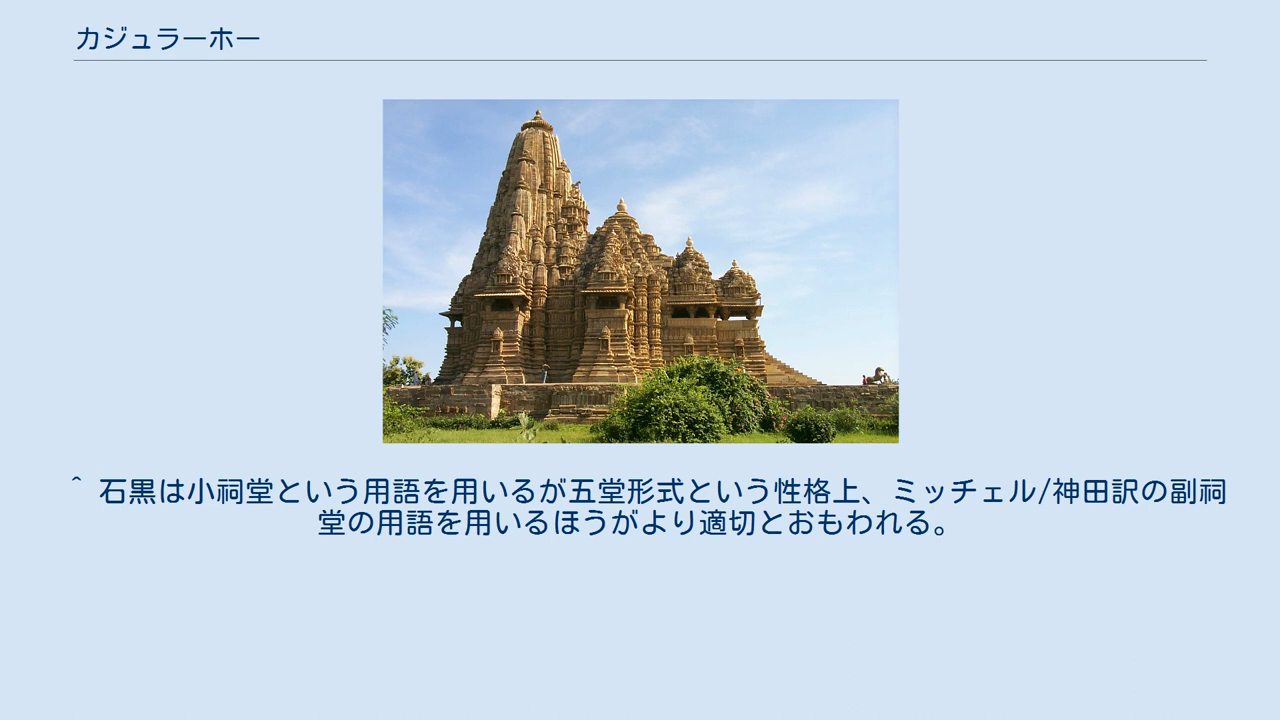 カジュラーホー
^ 石黒は小祠堂という用語を用いるが五堂形式という性格上、ミッチェル/神田訳の副祠
堂の用語を用いるほうがより適切とおもわれる。